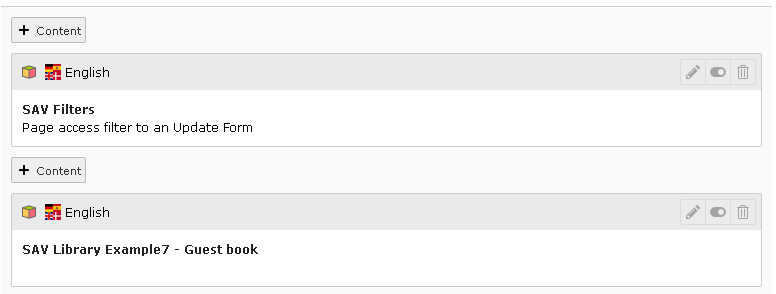 + Content
English
SAV Filters
Page access filter to an Update Form
+ Content
English
SAV Library Example7 - Guest book